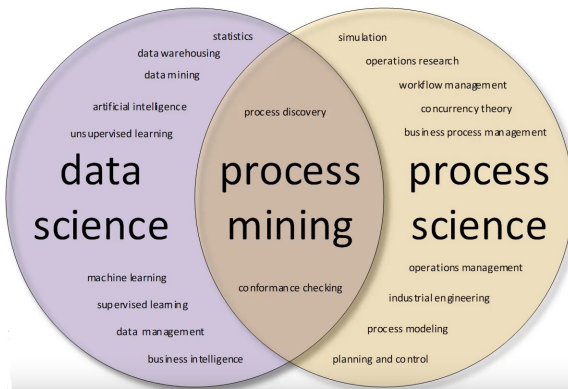 statistics
simulation
data warehousing
operations research
data mining
workflow management
artificial intelligence
process discovery
concurrency theory
unsupervised learning
business process management
data
science
process
mining
process
science
machine learning
conformance checking
operations management
supervised learning
industrial engineering
data management
process modeling
business intelligence
planning and control